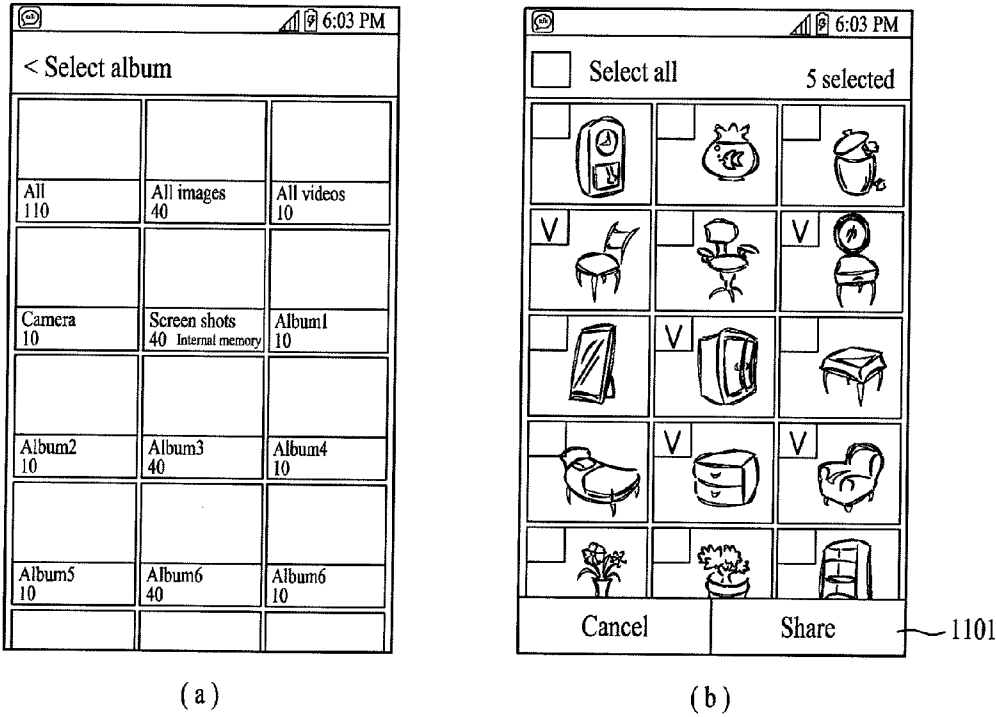 6:03 PM
< Select album
All
110
All images
40
All videos
10
Camera
10
Screen shots
40 Internal memory
Album1
10
Album2
10
Album3
40
Album4
10
Album5
10
Album6
40
Album6
10
(a)
6:03 PM
Select all
5 selected
V
V
V
V
V
Cancel
Share
1101
(b)